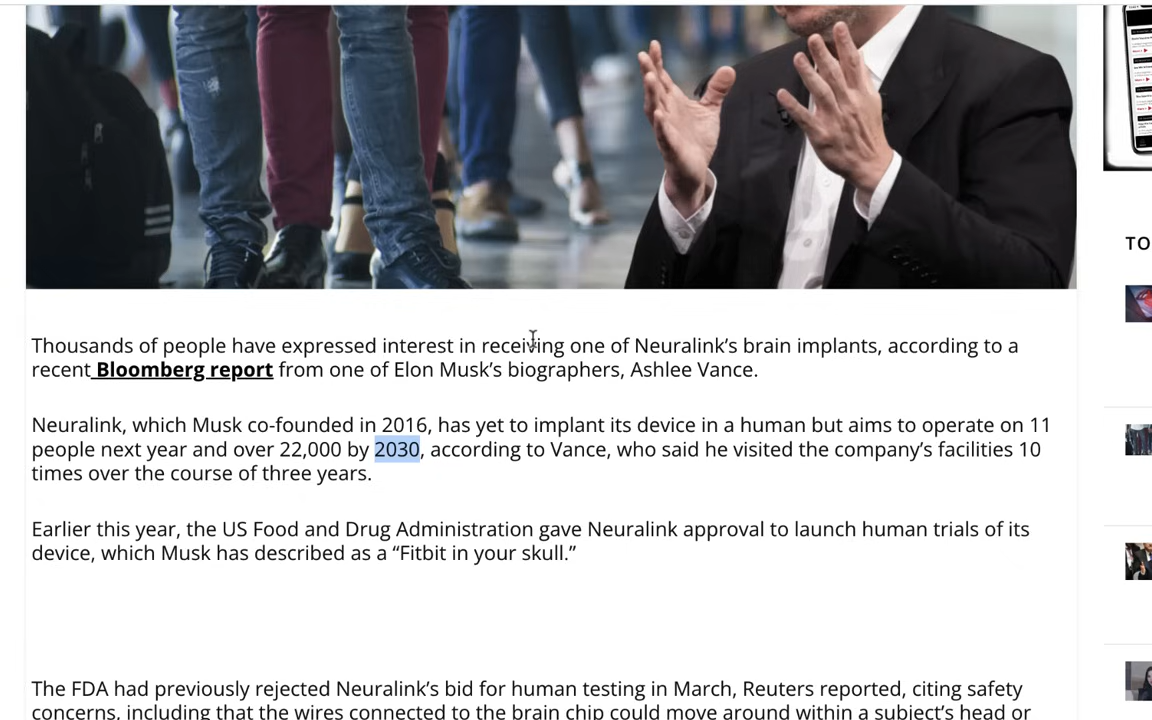 Thousands of people have expressed interest in receiving one of Neuralink’s brain implants, according to a
recent Bloomberg report from one of Elon Musk’s biographers, Ashlee Vance.
Neuralink, which Musk co-founded in 2016, has yet to implant its device in a human but aims to operate on 11
people next year and over 22,000 by 2030, according to Vance, who said he visited the company’s facilities 10
times over the course of three years.
Earlier this year, the US Food and Drug Administration gave Neuralink approval to launch human trials of its
device, which Musk has described as a “Fitbit in your skull.”
The FDA had previously rejected Neuralink’s bid for human testing in March, Reuters reported, citing safety
concerns, including that the wires connected to the brain chip could move around within a subject’s head or
TO